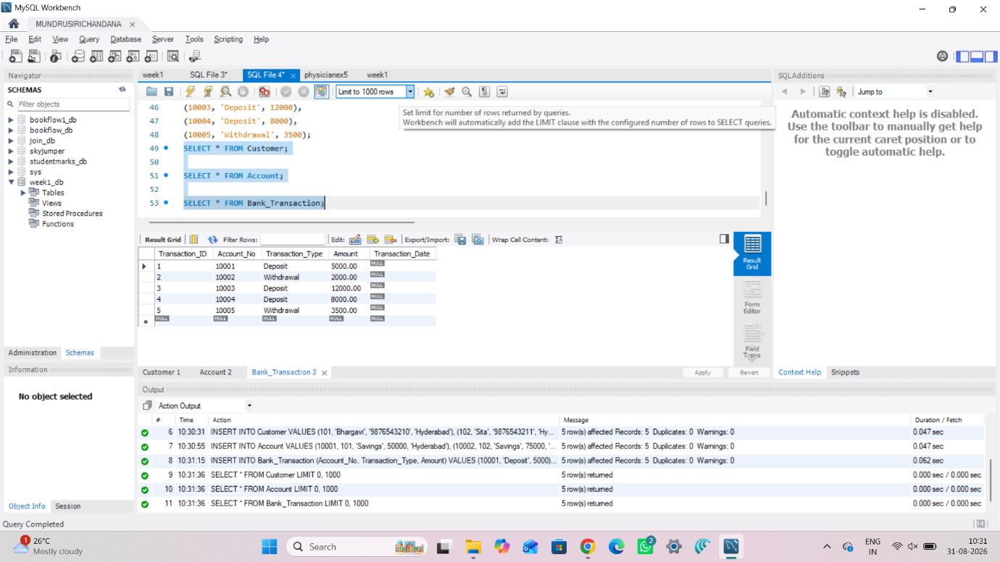 MySQL Workbench
MUNDRUSIRICHANDANA
File Edit View Query Database Server Tools Scripting Help
Navigator
SCHEMAS
Filter objects
bookflow1_db
bookflow_db
join_db
skyjumper
studentmarks_db
sys
week1_db
Tables
Views
Stored Procedures
Functions
Administration Schemas
Information
No object selected
Object Info Session
week1 SQL File 3* SQL File 4* physicianex5 week1
Limit to 1000 rows
Set limit for number of rows returned by queries.
Workbench will automatically add the LIMIT clause with the configured number of rows to SELECT queries.
46 (10003, 'Deposit', 12000),
47 (10004, 'Deposit', 8000),
48 (10005, 'Withdrawal', 3500);
49 SELECT * FROM Customer;
50
51 SELECT * FROM Account;
52
53 SELECT * FROM Bank_Transaction;
Result Grid Filter Rows: Edit: Export/Import: Wrap Cell Content:
Transaction_ID Account_No Transaction_Type Amount Transaction_Date
1 10001 Deposit 5000.00 NULL
2 10002 Withdrawal 2000.00 NULL
3 10003 Deposit 12000.00 NULL
4 10004 Deposit 8000.00 NULL
5 10005 Withdrawal 3500.00 NULL
NULL NULL NULL NULL NULL
Result
Grid
Form
Editor
Field
Types
Customer 1 Account 2 Bank_Transaction 3 Apply Revert
SQLAdditions
Jump to
Automatic context help is disabled.
Use the toolbar to manually get help
for the current caret position or to
toggle automatic help.
Context Help Snippets
Output
Action Output
# Time Action Message Duration / Fetch
6 10:30:31 INSERT INTO Customer VALUES (101, 'Bhargavi', '9876543210', 'Hyderabad'), (102, 'Sita', '9876543211', 'Hy... 5 row(s) affected Records: 5 Duplicates: 0 Warnings: 0 0.047 sec
7 10:30:55 INSERT INTO Account VALUES (10001, 101, 'Savings', 50000, 'Hyderabad'), (10002, 102, 'Savings', 75000, '... 5 row(s) affected Records: 5 Duplicates: 0 Warnings: 0 0.047 sec
8 10:31:15 INSERT INTO Bank_Transaction (Account_No, Transaction_Type, Amount) VALUES (10001, 'Deposit', 5000)... 5 row(s) affected Records: 5 Duplicates: 0 Warnings: 0 0.062 sec
9 10:31:36 SELECT * FROM Customer LIMIT 0, 1000 5 row(s) returned 0.000 sec / 0.000 sec
10 10:31:36 SELECT * FROM Account LIMIT 0, 1000 5 row(s) returned 0.000 sec / 0.000 sec
11 10:31:36 SELECT * FROM Bank_Transaction LIMIT 0, 1000 5 row(s) returned 0.000 sec / 0.000 sec
Query Completed
1
26°C
Mostly cloudy
Search
2
ENG
IN
10:31
31-08-2026